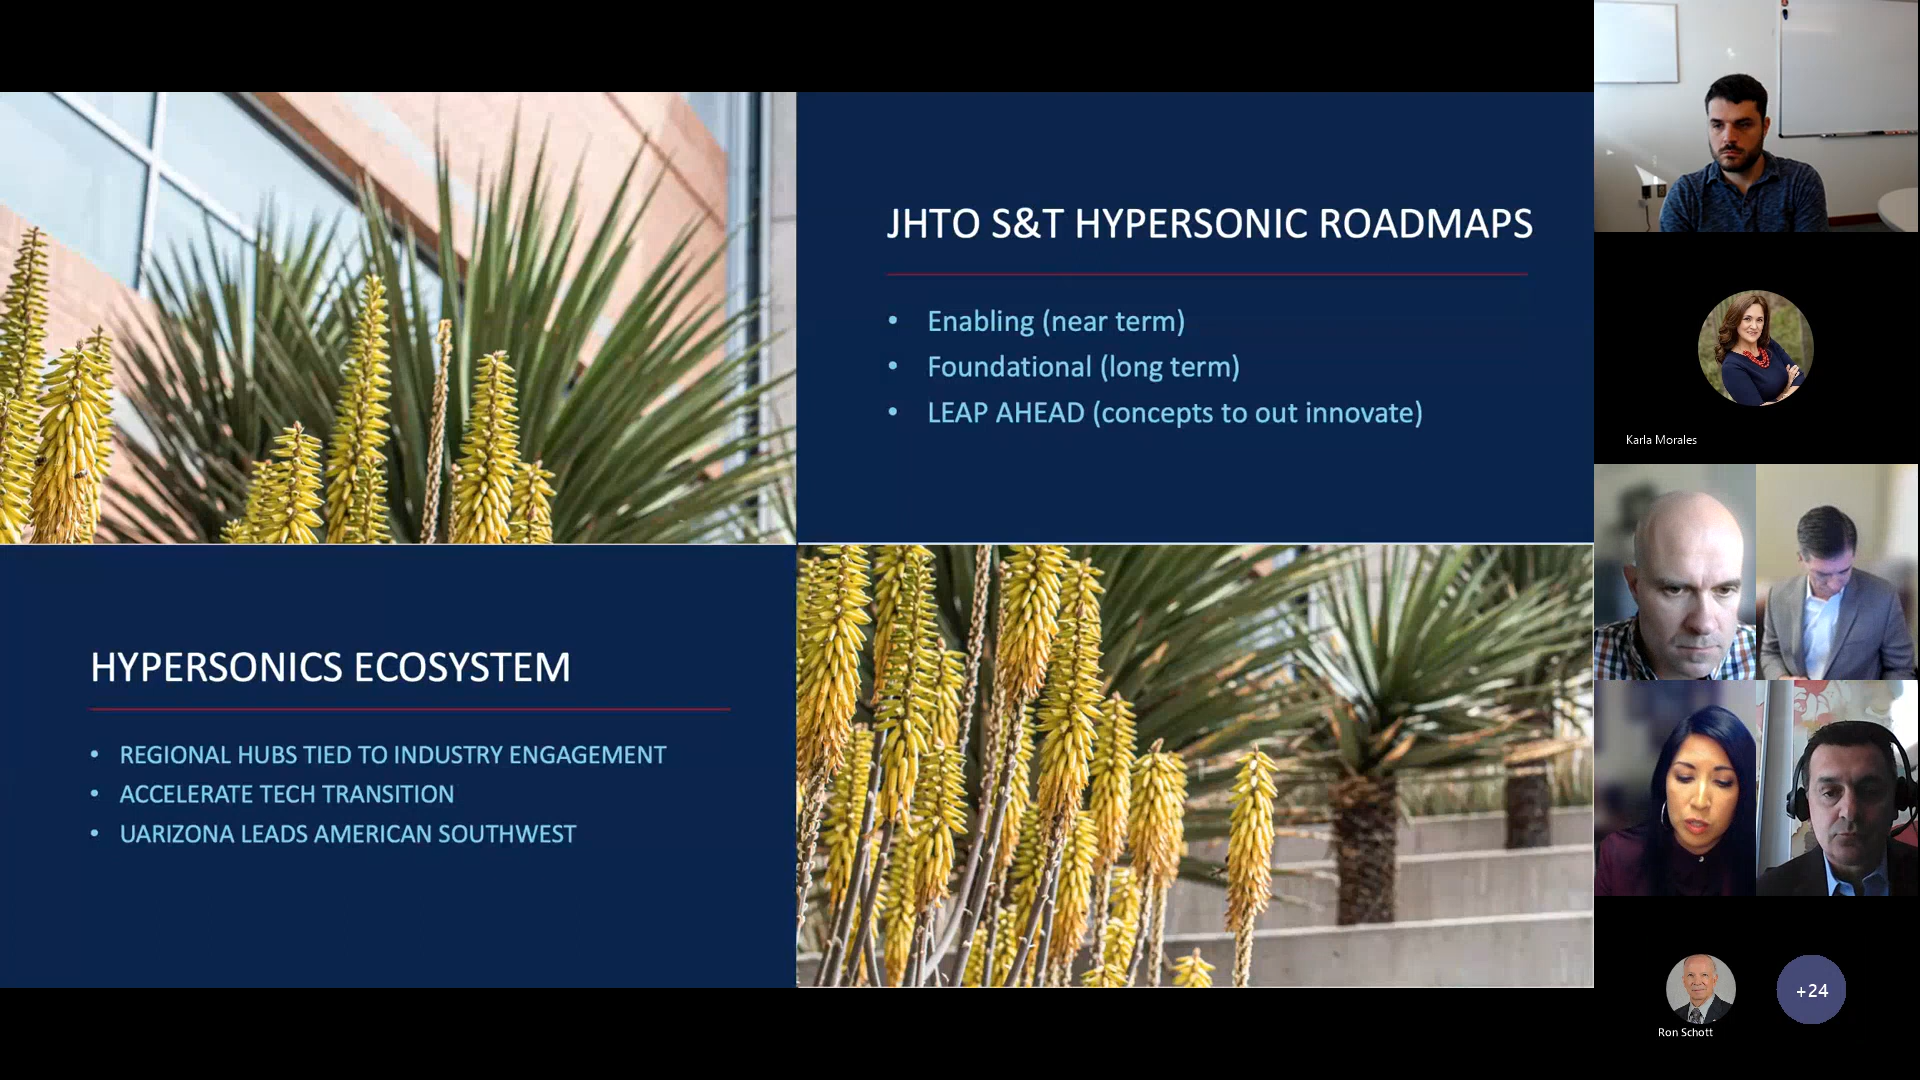 JHTO S&T HYPERSONIC ROADMAPS
• Enabling (near term)
• Foundational (long term)
• LEAP AHEAD (concepts to out innovate)
HYPERSONICS ECOSYSTEM
• REGIONAL HUBS TIED TO INDUSTRY ENGAGEMENT
• ACCELERATE TECH TRANSITION
• UARIZONA LEADS AMERICAN SOUTHWEST
Karla Morales
Ron Schott
+24